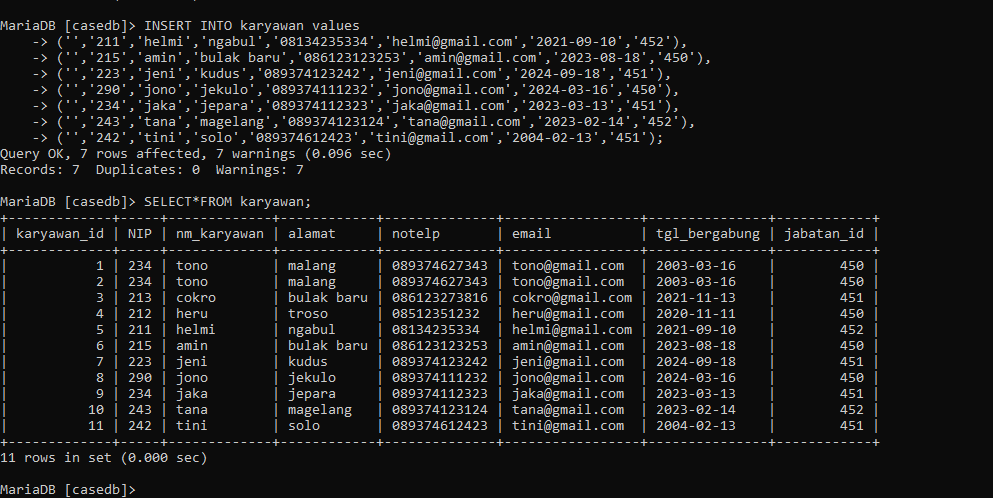 MariaDB [casedb]> INSERT INTO karyawan values
    -> ('','211','helmi','ngabul','08134235334','helmi@gmail.com','2021-09-10','452'),
    -> ('','215','amin','bulak baru','086123123253','amin@gmail.com','2023-08-18','450'),
    -> ('','223','jeni','kudus','089374123242','jeni@gmail.com','2024-09-18','451'),
    -> ('','290','jono','jekulo','089374111232','jono@gmail.com','2024-03-16','450'),
    -> ('','234','jaka','jepara','089374112323','jaka@gmail.com','2023-03-13','451'),
    -> ('','243','tana','magelang','089374123124','tana@gmail.com','2023-02-14','452'),
    -> ('','242','tini','solo','089374612423','tini@gmail.com','2004-02-13','451');
Query OK, 7 rows affected, 7 warnings (0.096 sec)
Records: 7  Duplicates: 0  Warnings: 7
MariaDB [casedb]> SELECT*FROM karyawan;
+-------------+-----+-------------+------------+--------------+-----------------+---------------+------------+
| karyawan_id | NIP | nm_karyawan | alamat     | notelp       | email           | tgl_bergabung | jabatan_id |
+-------------+-----+-------------+------------+--------------+-----------------+---------------+------------+
|           1 | 234 | tono        | malang     | 089374627343 | tono@gmail.com  | 2003-03-16    |        450 |
|           2 | 234 | tono        | malang     | 089374627343 | tono@gmail.com  | 2003-03-16    |        450 |
|           3 | 213 | cokro       | bulak baru | 086123273816 | cokro@gmail.com | 2021-11-13    |        451 |
|           4 | 212 | heru        | troso      | 08512351232  | heru@gmail.com  | 2020-11-11    |        450 |
|           5 | 211 | helmi       | ngabul     | 08134235334  | helmi@gmail.com | 2021-09-10    |        452 |
|           6 | 215 | amin        | bulak baru | 086123123253 | amin@gmail.com  | 2023-08-18    |        450 |
|           7 | 223 | jeni        | kudus      | 089374123242 | jeni@gmail.com  | 2024-09-18    |        451 |
|           8 | 290 | jono        | jekulo     | 089374111232 | jono@gmail.com  | 2024-03-16    |        450 |
|           9 | 234 | jaka        | jepara     | 089374112323 | jaka@gmail.com  | 2023-03-13    |        451 |
|          10 | 243 | tana        | magelang   | 089374123124 | tana@gmail.com  | 2023-02-14    |        452 |
|          11 | 242 | tini        | solo       | 089374612423 | tini@gmail.com  | 2004-02-13    |        451 |
+-------------+-----+-------------+------------+--------------+-----------------+---------------+------------+
11 rows in set (0.000 sec)
MariaDB [casedb]>